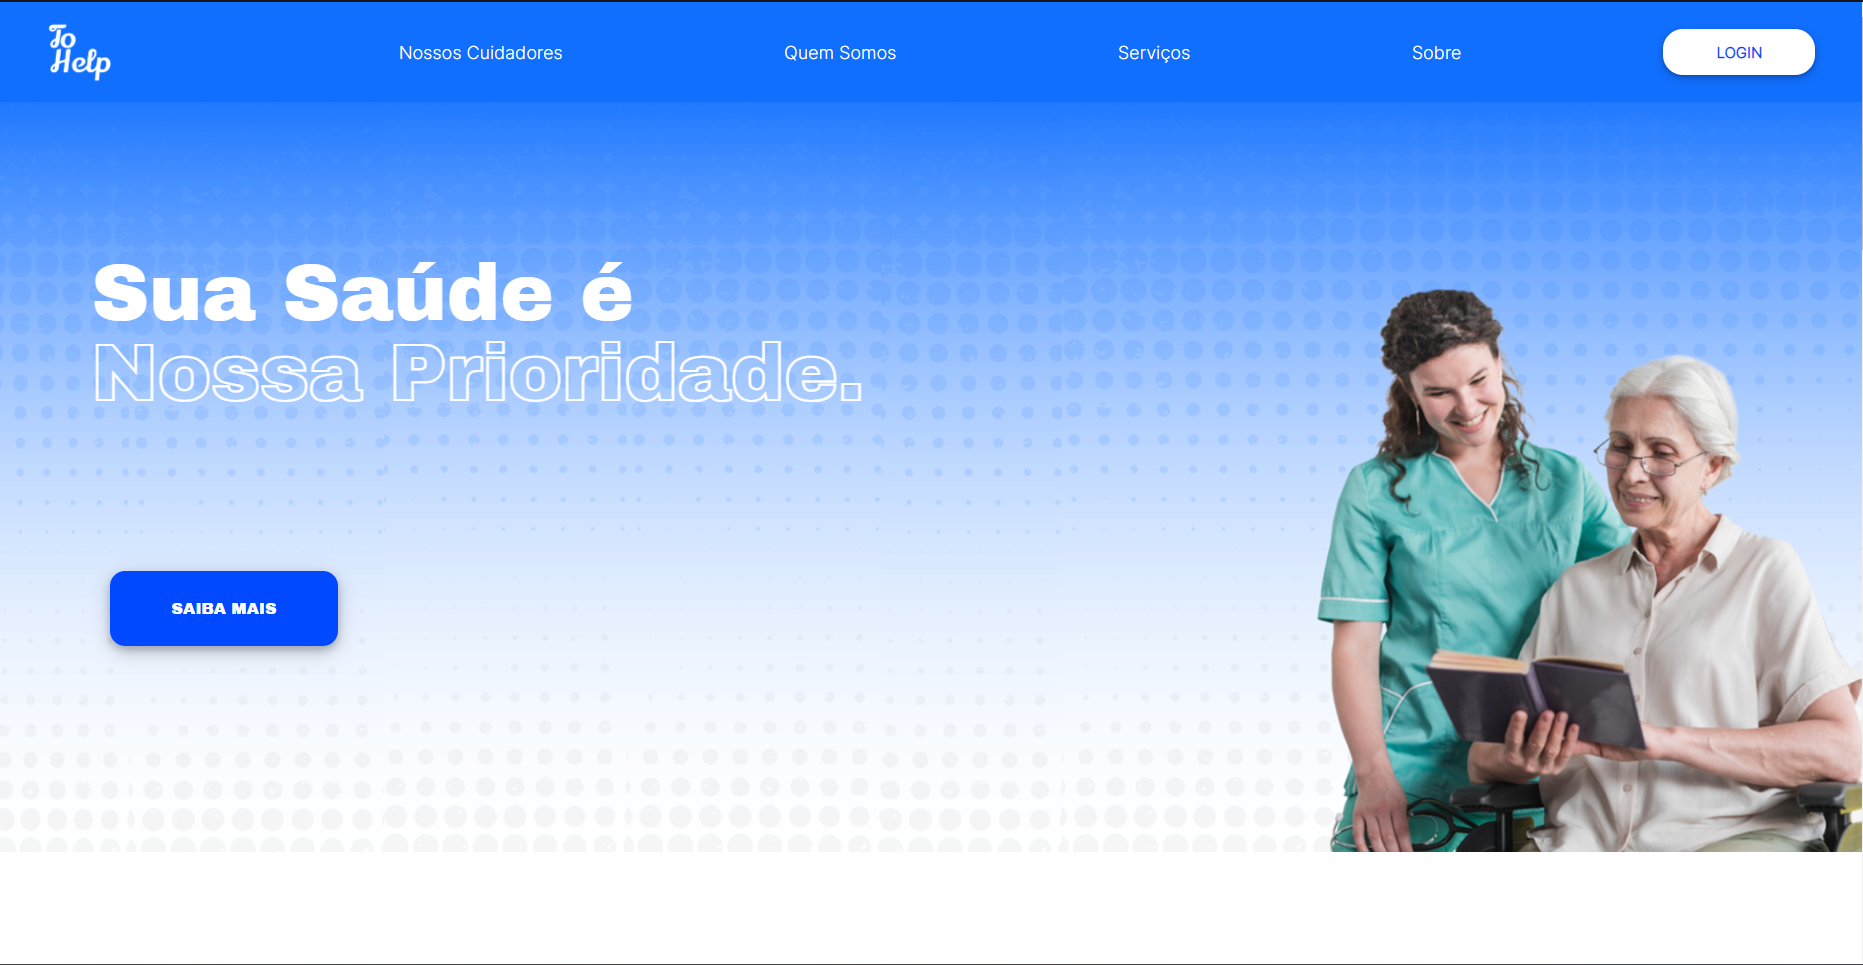 To
Help
Nossos Cuidadores
Quem Somos
Serviços
Sobre
LOGIN
Sua Saúde é
Nossa Prioridade.
SAIBA MAIS